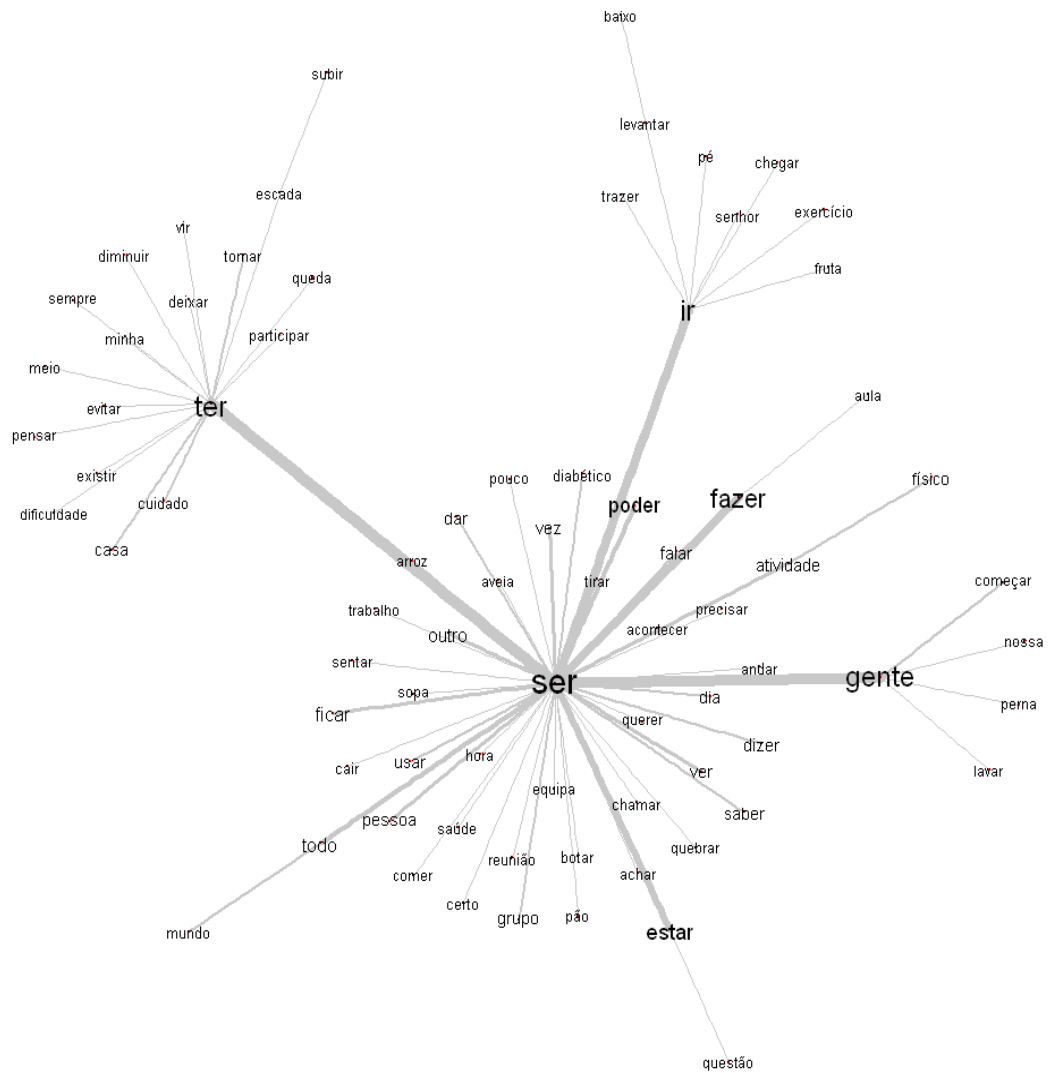 baixo
subir
levantar
pé
chegar
trazer
escada
senhor
exercício
vir
diminuir
tomar
queda
fruta
sempre
deixar
ir
minha
participar
meio
ter
evitar
aula
pensar
existir
pouco
diabético
físico
dificuldade
cuidado
poder
fazer
dar
vez
casa
arroz
falar
atividade
aveia
tirar
começar
trabalho
precisar
outro
acontecer
nossa
sentar
andar
ser
gente
sopa
dia
perna
ficar
querer
dizer
cair
usar
hora
ver
lavar
equipa
chamar
saber
pessoa
saúde
todo
quebrar
reunião
botar
comer
achar
certo
grupo
pão
mundo
estar
questão